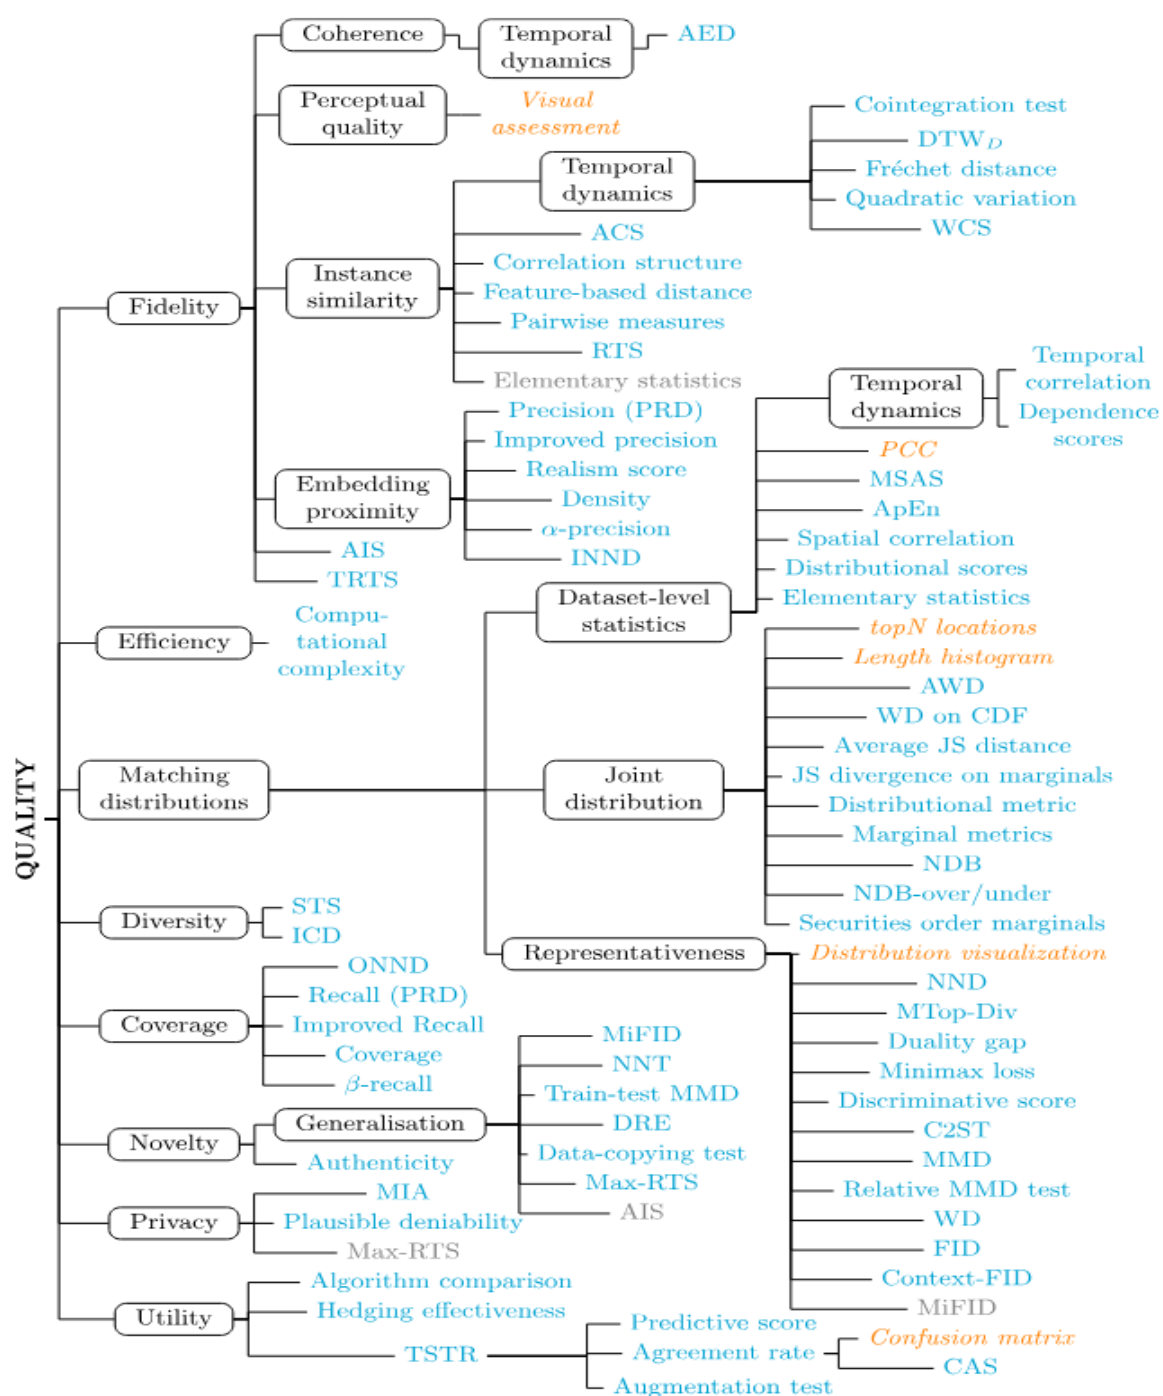 QUALITY
Fidelity
Coherence
Temporal
dynamics
AED
Perceptual
quality
Visual
assessment
Instance
similarity
Temporal
dynamics
Cointegration test
DTW_D
Fréchet distance
Quadratic variation
WCS
ACS
Correlation structure
Feature-based distance
Pairwise measures
RTS
Elementary statistics
Embedding
proximity
Precision (PRD)
Improved precision
Realism score
Density
α-precision
INND
AIS
TRTS
Efficiency
Compu-
tational
complexity
Matching
distributions
Dataset-level
statistics
Temporal
dynamics
Temporal
correlation
Dependence
scores
PCC
MSAS
ApEn
Spatial correlation
Distributional scores
Elementary statistics
Joint
distribution
topN locations
Length histogram
AWD
WD on CDF
Average JS distance
JS divergence on marginals
Distributional metric
Marginal metrics
NDB
NDB-over/under
Securities order marginals
Representativeness
Distribution visualization
NND
MTop-Div
Duality gap
Minimax loss
Discriminative score
C2ST
MMD
Relative MMD test
WD
FID
Context-FID
MiFID
Diversity
STS
ICD
Coverage
ONND
Recall (PRD)
Improved Recall
Coverage
β-recall
Novelty
Generalisation
MiFID
NNT
Train-test MMD
DRE
Data-copying test
Max-RTS
AIS
Authenticity
Privacy
MIA
Plausible deniability
Max-RTS
Utility
Algorithm comparison
Hedging effectiveness
TSTR
Predictive score
Agreement rate
Confusion matrix
CAS
Augmentation test